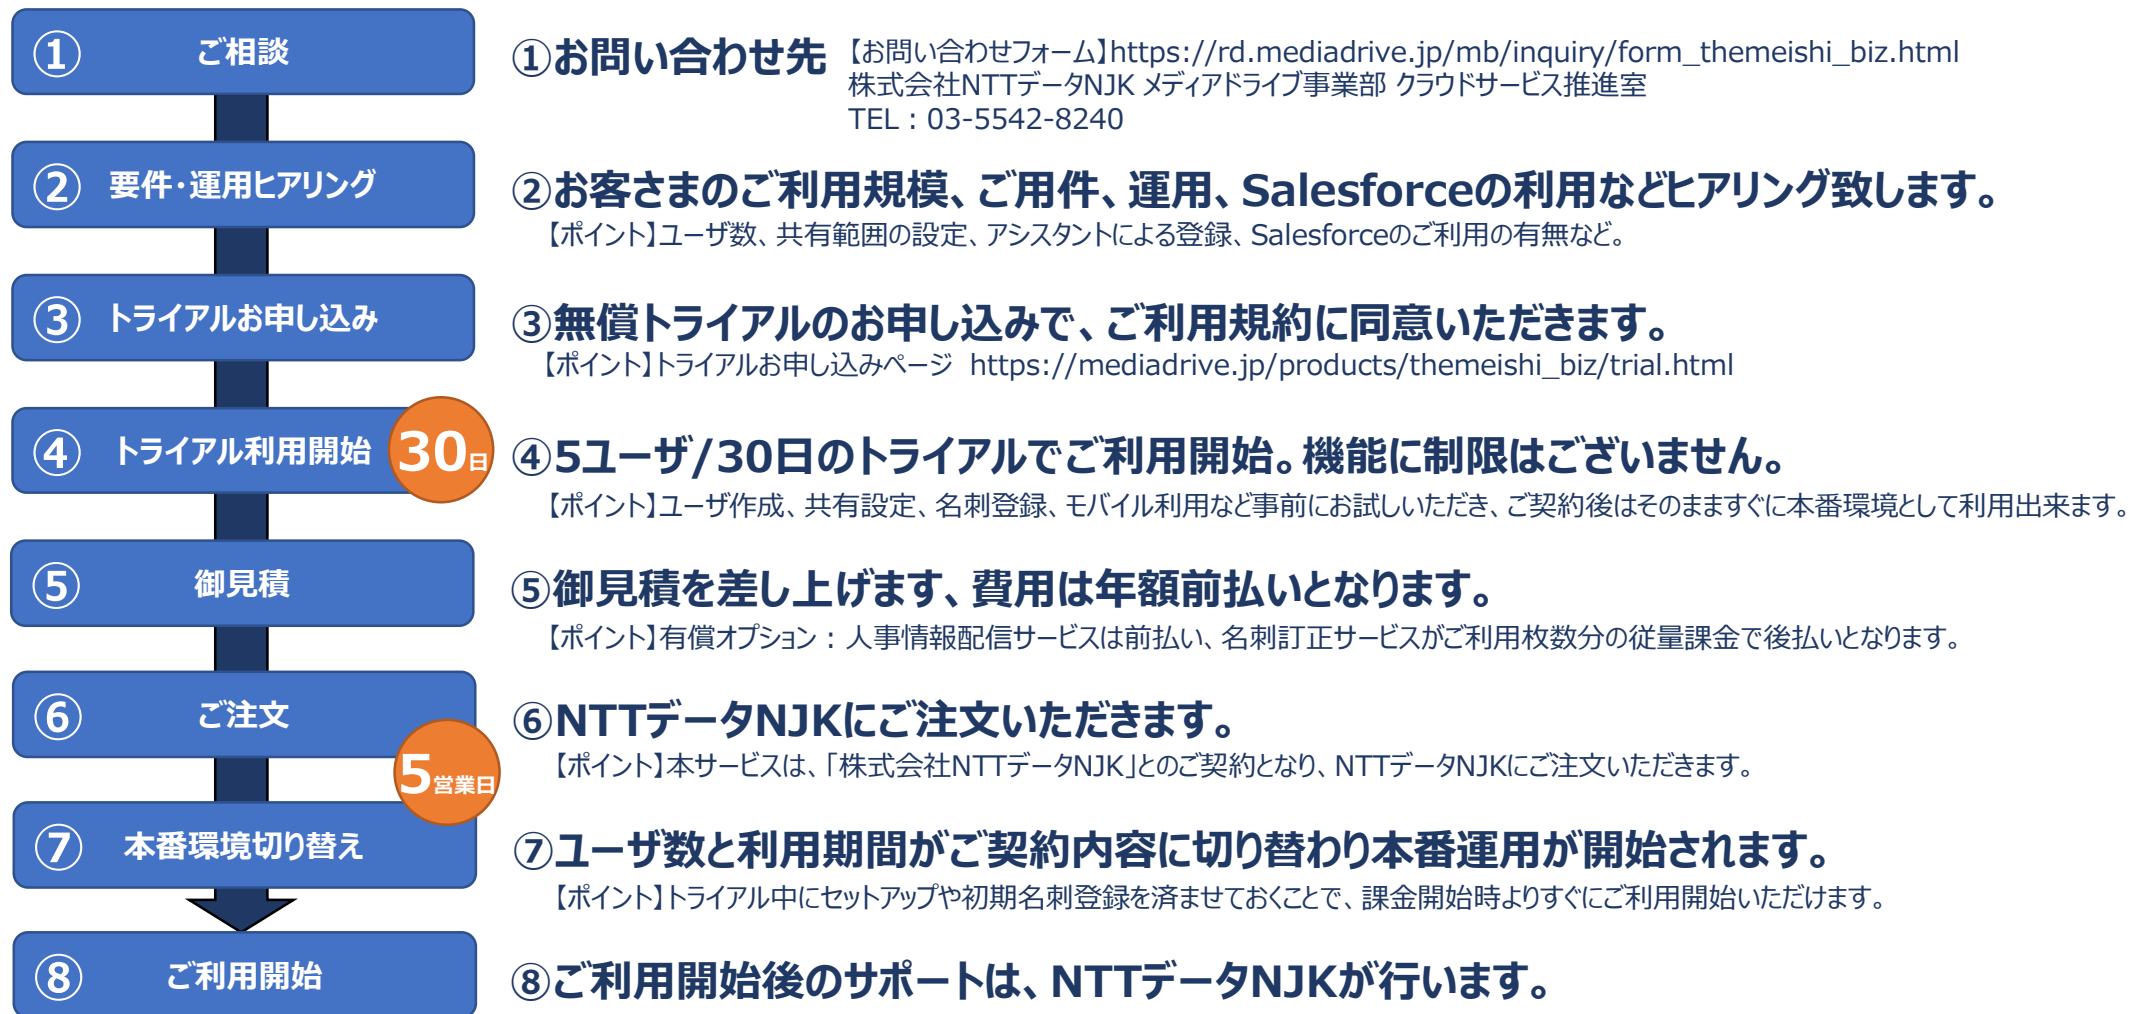 ① ご相談
①お問い合わせ先 【お問い合わせフォーム】https://rd.mediadrive.jp/mb/inquiry/form_themeishi_biz.html
株式会社NTTデータNJK メディアドライブ事業部 クラウドサービス推進室
TEL：03-5542-8240
② 要件・運用ヒアリング
②お客さまのご利用規模、ご用件、運用、Salesforceの利用などヒアリング致します。
【ポイント】ユーザ数、共有範囲の設定、アシスタントによる登録、Salesforceのご利用の有無など。
③ トライアルお申し込み
③無償トライアルのお申し込みで、ご利用規約に同意いただきます。
【ポイント】トライアルお申し込みページ https://mediadrive.jp/products/themeishi_biz/trial.html
④ トライアル利用開始 30日
④5ユーザ/30日のトライアルでご利用開始。機能に制限はございません。
【ポイント】ユーザ作成、共有設定、名刺登録、モバイル利用など事前にお試しいただき、ご契約後はそのまますぐに本番環境として利用出来ます。
⑤ 御見積
⑤御見積を差し上げます、費用は年額前払いとなります。
【ポイント】有償オプション：人事情報配信サービスは前払い、名刺訂正サービスがご利用枚数分の従量課金で後払いとなります。
⑥ ご注文
⑥NTTデータNJKにご注文いただきます。
【ポイント】本サービスは、「株式会社NTTデータNJK」とのご契約となり、NTTデータNJKにご注文いただきます。
5営業日
⑦ 本番環境切り替え
⑦ユーザ数と利用期間がご契約内容に切り替わり本番運用が開始されます。
【ポイント】トライアル中にセットアップや初期名刺登録を済ませておくことで、課金開始時よりすぐにご利用開始いただけます。
⑧ ご利用開始
⑧ご利用開始後のサポートは、NTTデータNJKが行います。